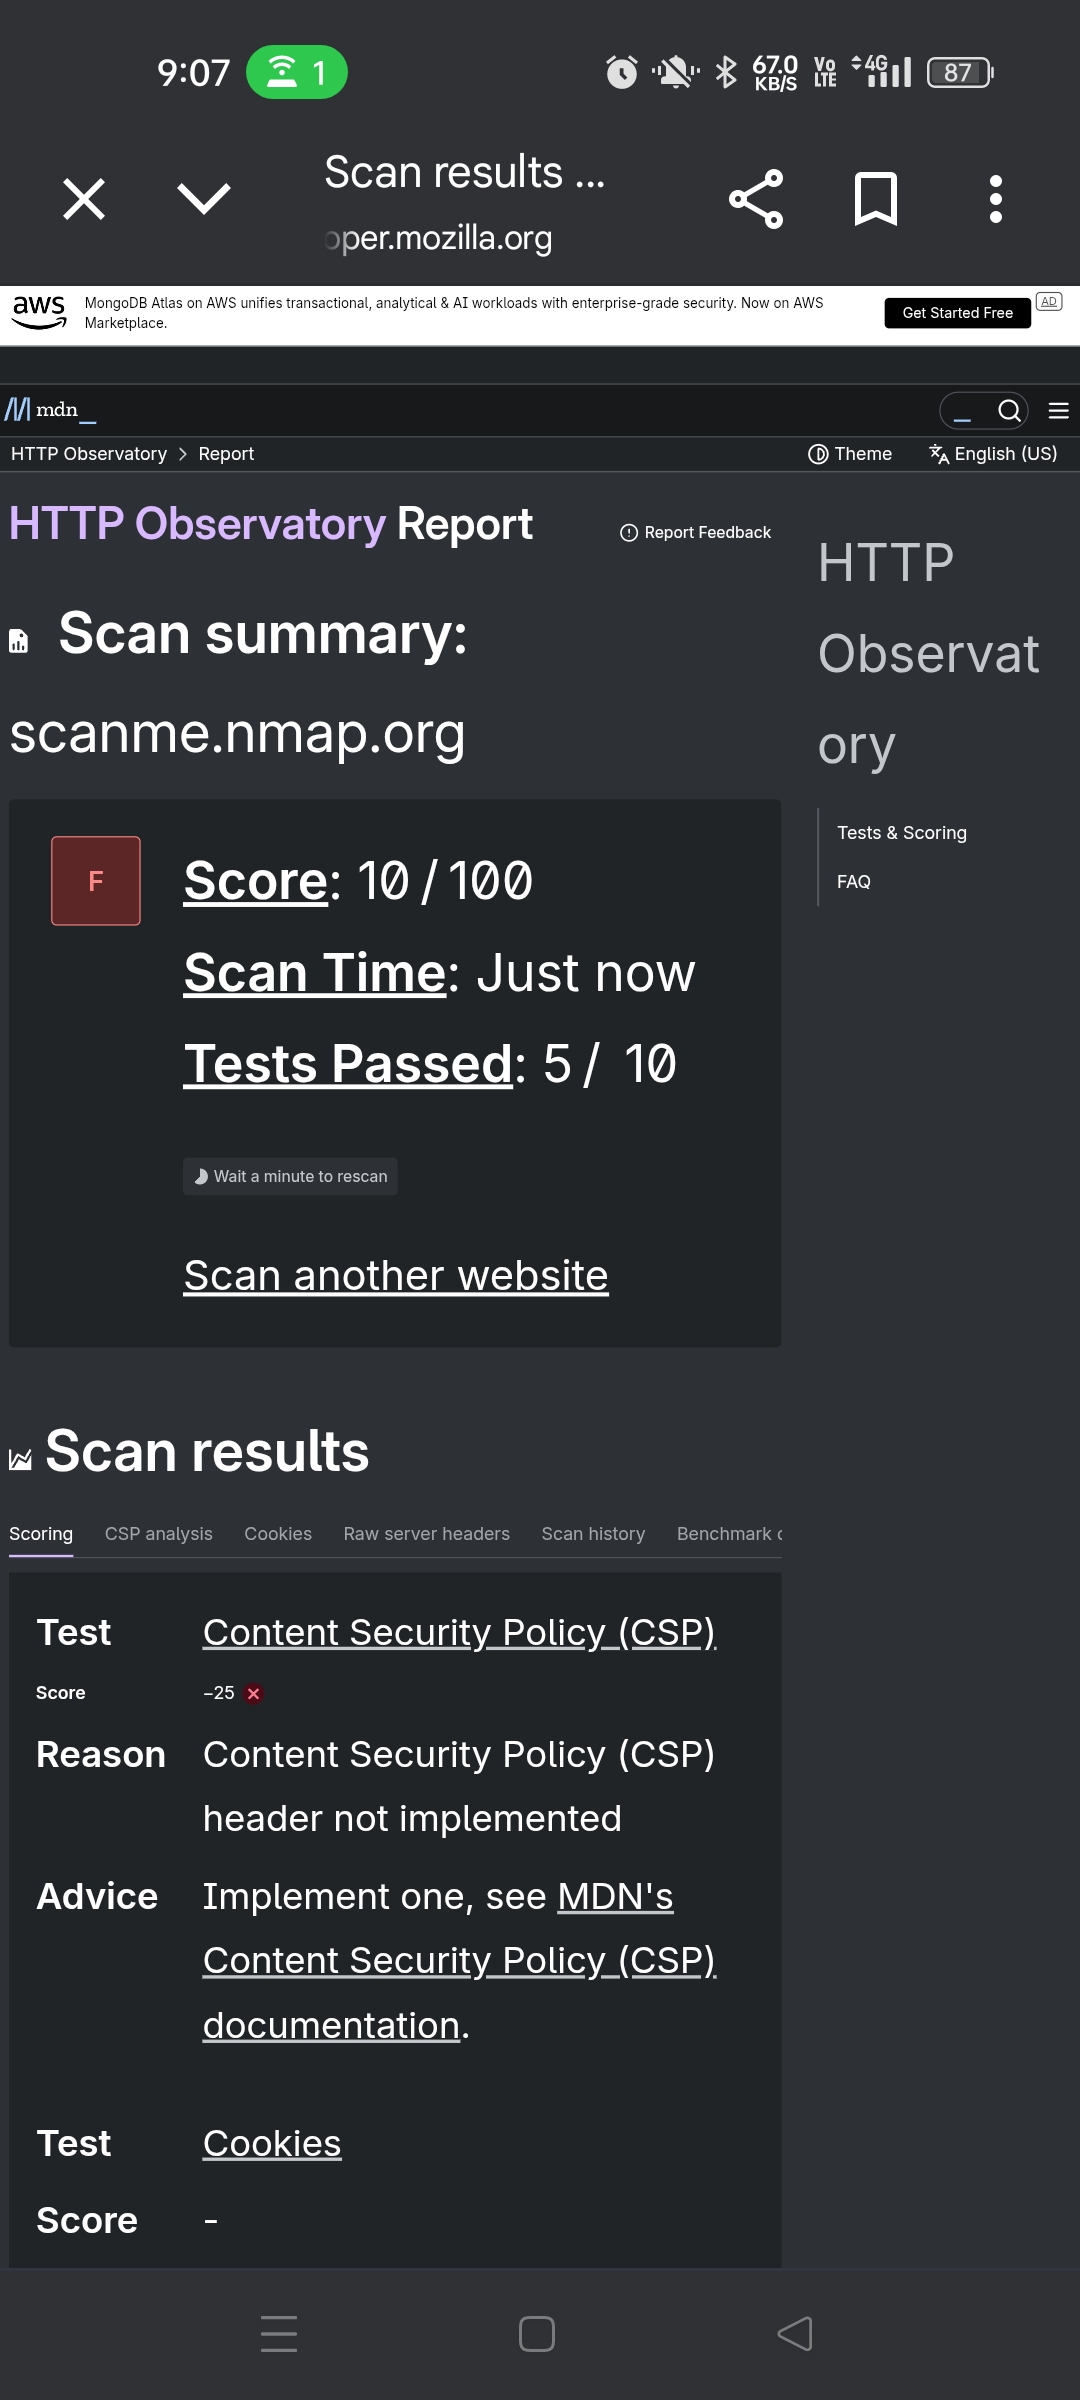 9:07 1 67.0 KB/S Vo LTE 4G 87
Scan results ...
oper.mozilla.org
aws MongoDB Atlas on AWS unifies transactional, analytical & AI workloads with enterprise-grade security. Now on AWS
Marketplace.
Get Started Free
AD
mdn_
_
HTTP Observatory > Report
Theme
English (US)
HTTP Observatory Report
Report Feedback
Scan summary:
scanme.nmap.org
F
Score: 10 / 100
Scan Time: Just now
Tests Passed: 5 / 10
Wait a minute to rescan
Scan another website
HTTP
Observat
ory
Tests & Scoring
FAQ
Scan results
Scoring CSP analysis Cookies Raw server headers Scan history Benchmark c
Test Content Security Policy (CSP)
Score −25
Reason Content Security Policy (CSP)
header not implemented
Advice Implement one, see MDN's
Content Security Policy (CSP)
documentation.
Test Cookies
Score -